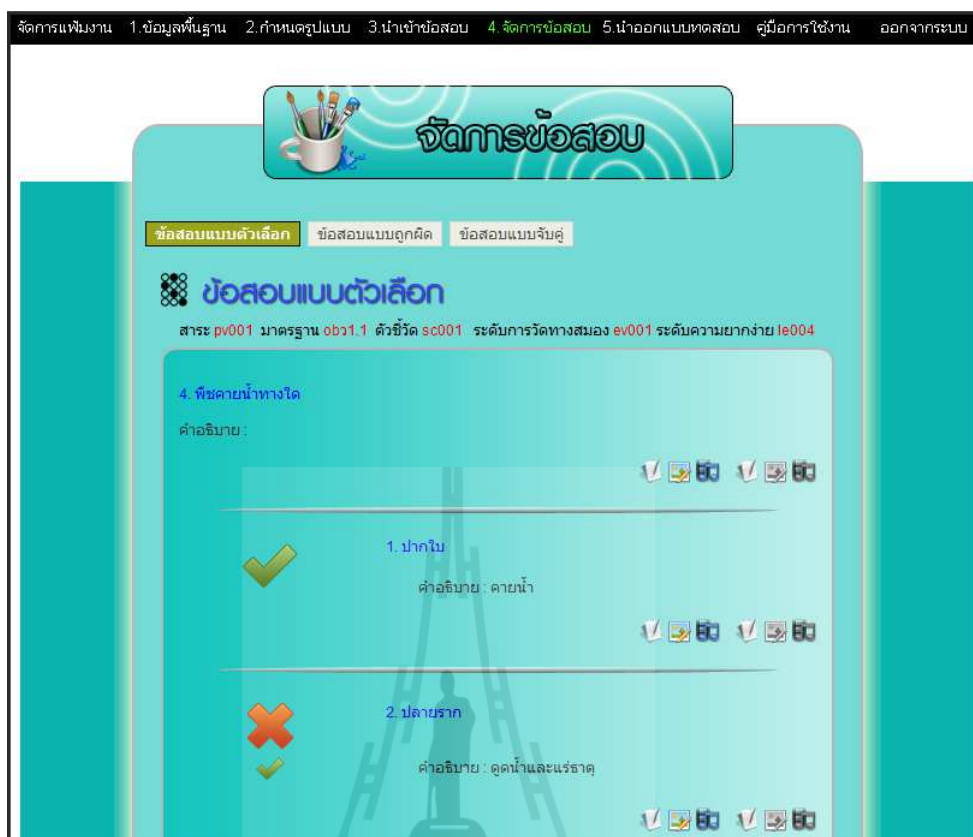 จัดการแฟ้มงาน 1.ข้อมูลพื้นฐาน 2.กำหนดรูปแบบ 3.นำเข้าข้อสอบ 4.จัดการข้อสอบ 5.นำออกแบบทดสอบ คู่มือการใช้งาน ออกจากระบบ
จัดการข้อสอบ
ข้อสอบแบบตัวเลือก ข้อสอบแบบถูกผิด ข้อสอบแบบจับคู่
ข้อสอบแบบตัวเลือก
สาระ pv001 มาตรฐาน obว1.1 ตัวชี้วัด sc001 ระดับการวัดทางสมอง ev001 ระดับความยากง่าย le004
4. พืชคายน้ำทางใด
คำอธิบาย :
1. ปากใบ
คำอธิบาย : คายน้ำ
2. ปลายราก
คำอธิบาย : ดูดน้ำและแร่ธาตุ